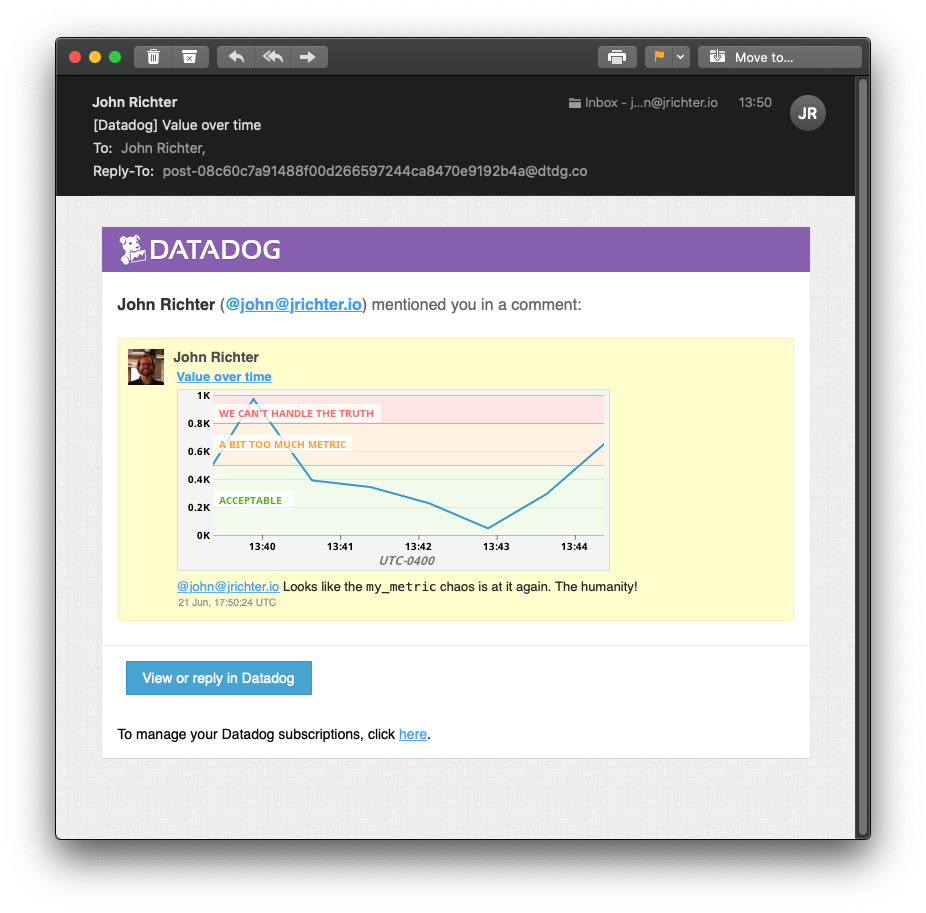 Move to...
John Richter
Inbox - j...n@jrichter.io 13:50
JR
[Datadog] Value over time
To: John Richter,
Reply-To: post-08c60c7a91488f00d266597244ca8470e9192b4a@dtdg.co
DATADOG
John Richter (@john@jrichter.io) mentioned you in a comment:
John Richter
Value over time
1K
WE CAN'T HANDLE THE TRUTH
0.8K
A BIT TOO MUCH METRIC
0.6K
0.4K
ACCEPTABLE
0.2K
0K
13:40 13:41 13:42 13:43 13:44
UTC-0400
@john@jrichter.io Looks like the my_metric chaos is at it again. The humanity!
21 Jun, 17:50:24 UTC
View or reply in Datadog
To manage your Datadog subscriptions, click here.